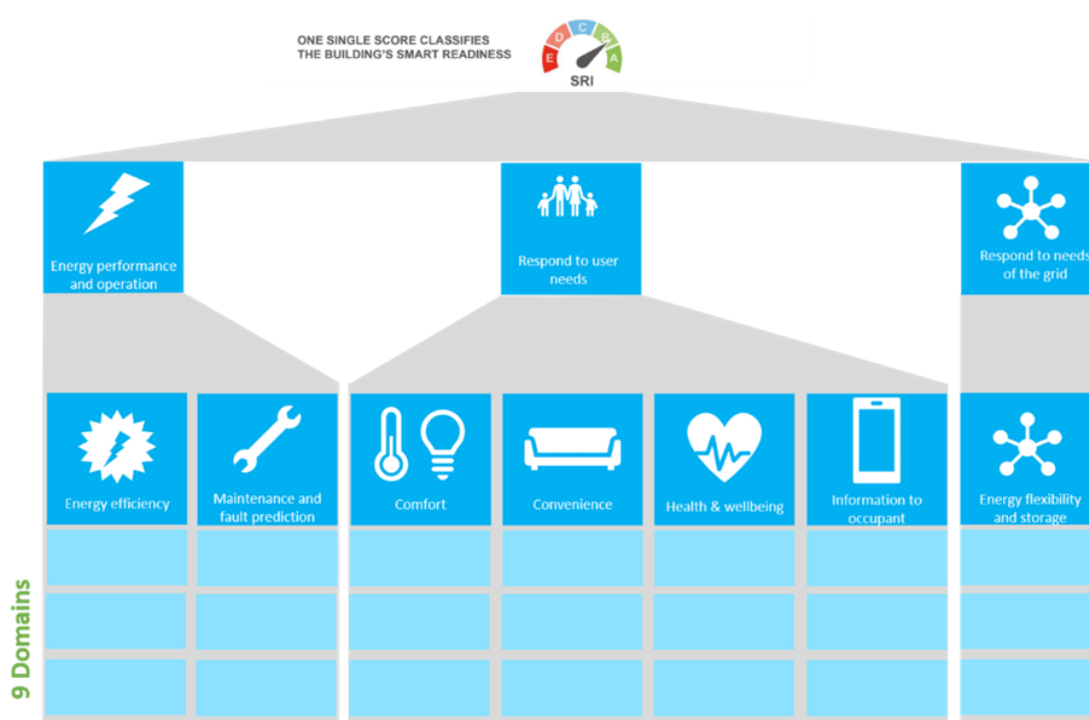 ONE SINGLE SCORE CLASSIFIES
THE BUILDING'S SMART READINESS
E D C B A
SRI
Energy performance
and operation
Respond to user
needs
Respond to needs
of the grid
Energy efficiency
Maintenance and
fault prediction
Comfort
Convenience
Health & wellbeing
Information to
occupant
Energy flexibility
and storage
9 Domains